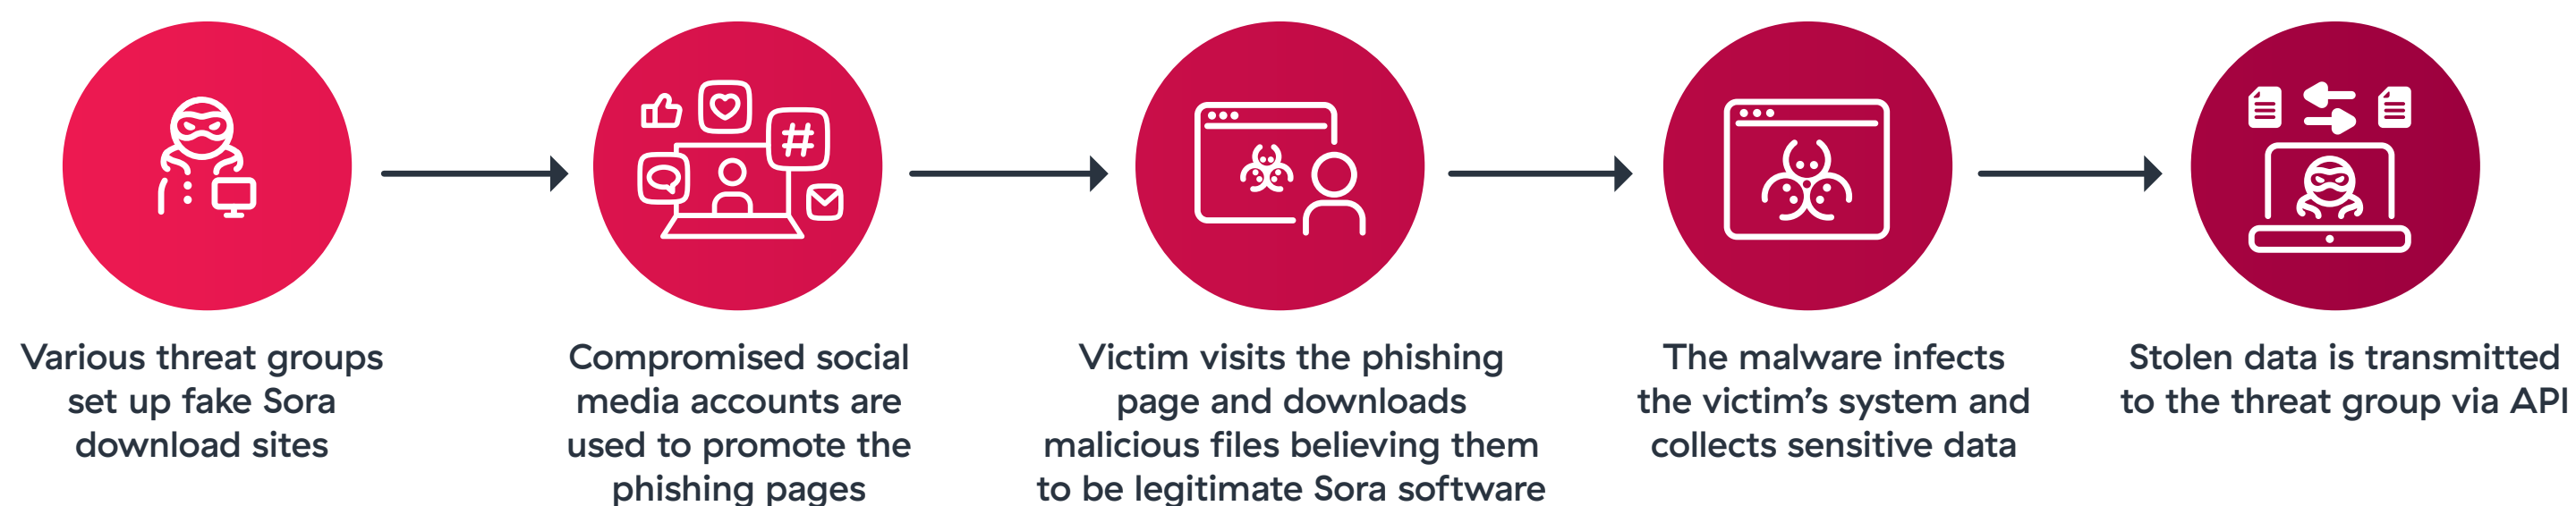 Various threat groups
set up fake Sora
download sites
Compromised social
media accounts are
used to promote the
phishing pages
Victim visits the phishing
page and downloads
malicious files believing them
to be legitimate Sora software
The malware infects
the victim’s system and
collects sensitive data
Stolen data is transmitted
to the threat group via API